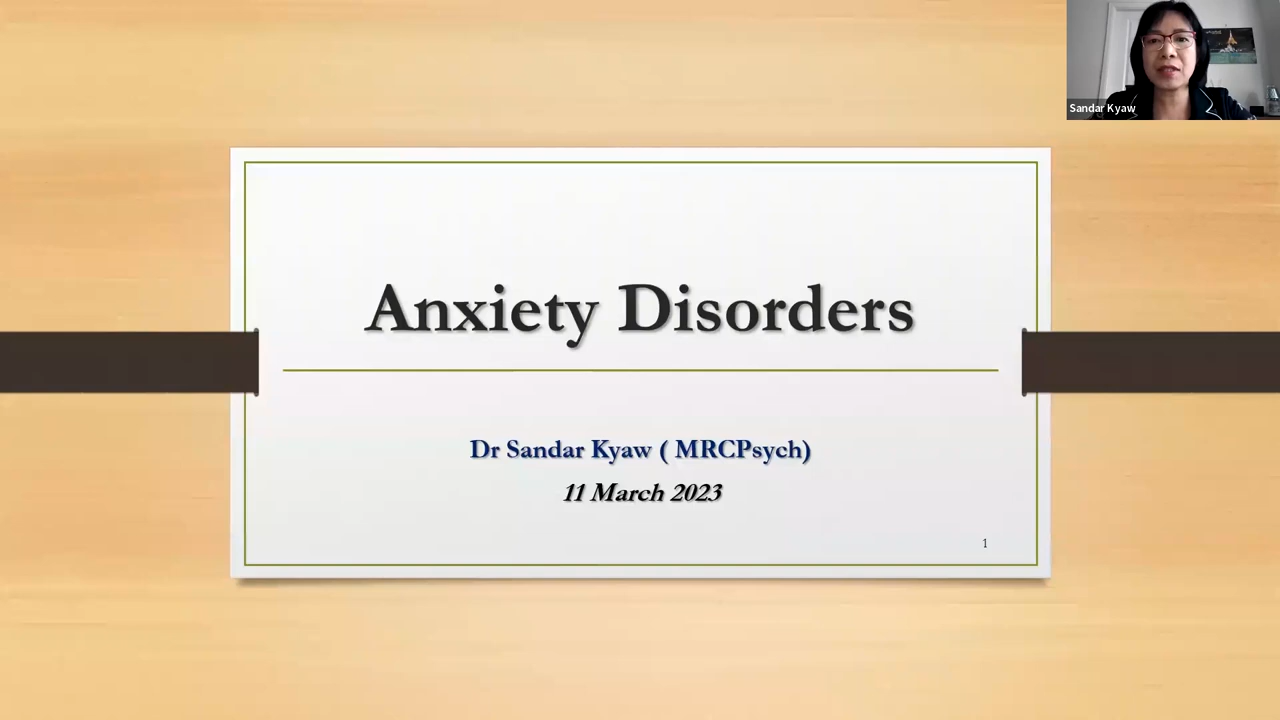 Sandar Kyaw
Anxiety Disorders
Dr Sandar Kyaw ( MRCPsych)
11 March 2023
1